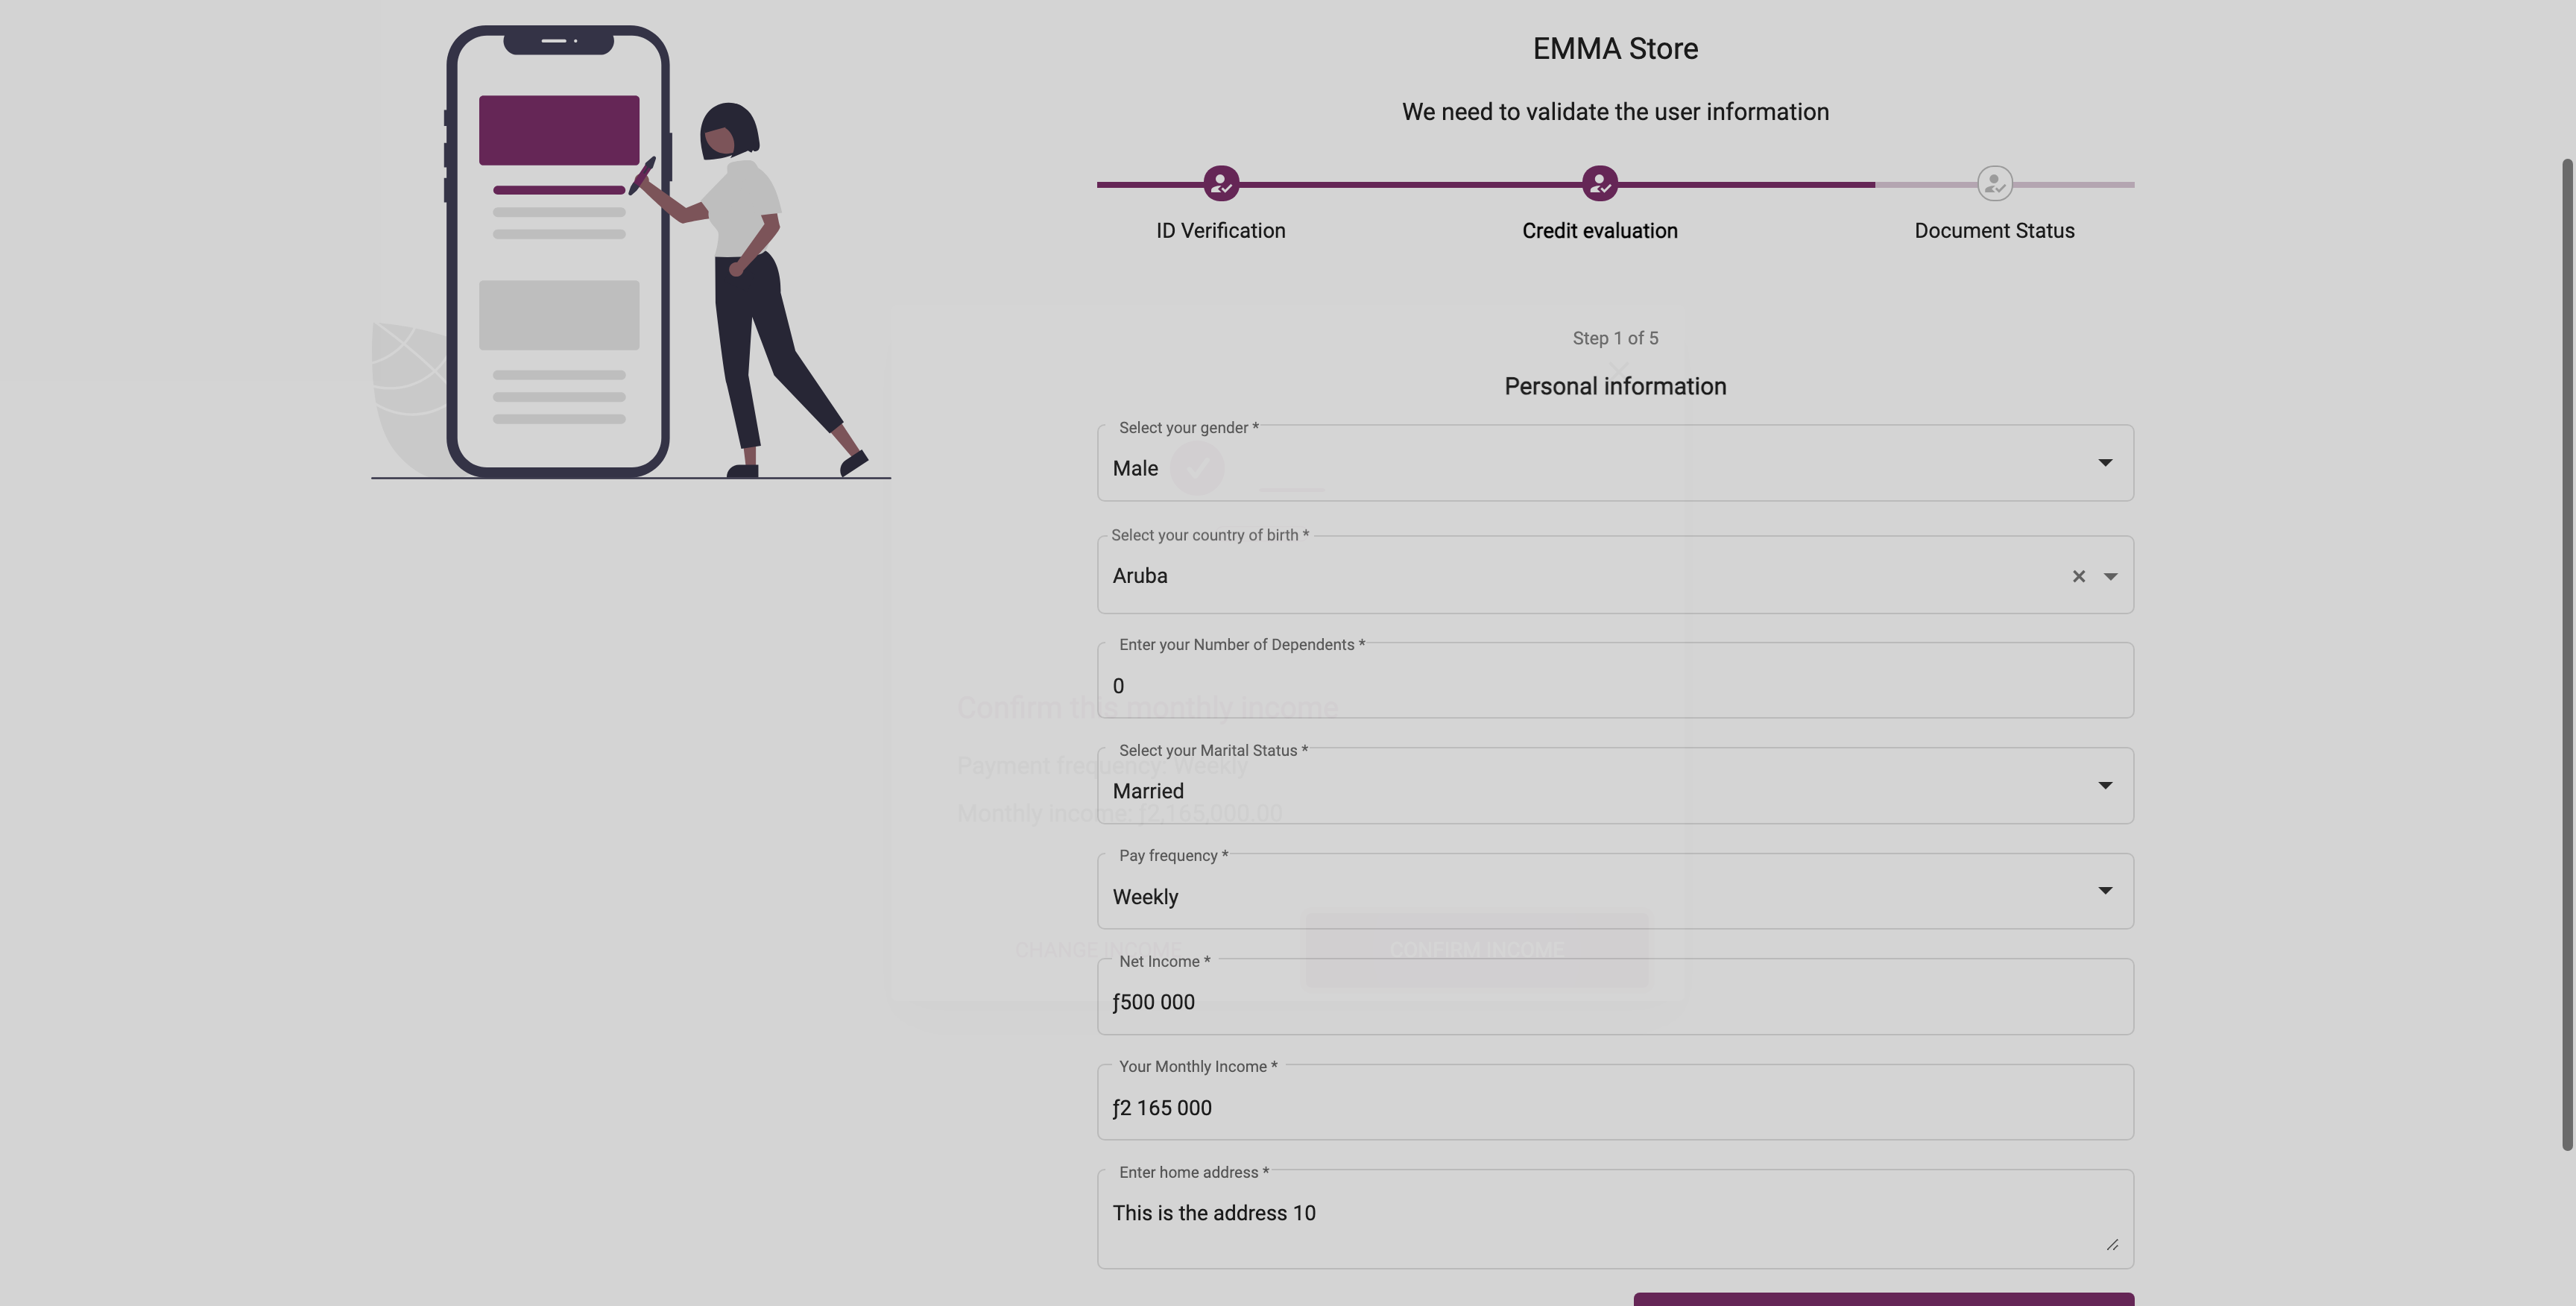 EMMA Store
We need to validate the user information
ID Verification
Credit evaluation
Document Status
Step 1 of 5
Personal information
Select your gender *
Male
Select your country of birth *
Aruba
Enter your Number of Dependents *
0
Confirm this monthly income
Select your Marital Status *
Payment frequency: Weekly
Married
Monthly income: ƒ2,165,000.00
Pay frequency *
Weekly
CHANGE INCOME
CONFIRM INCOME
Net Income *
ƒ500 000
Your Monthly Income *
ƒ2 165 000
Enter home address *
This is the address 10